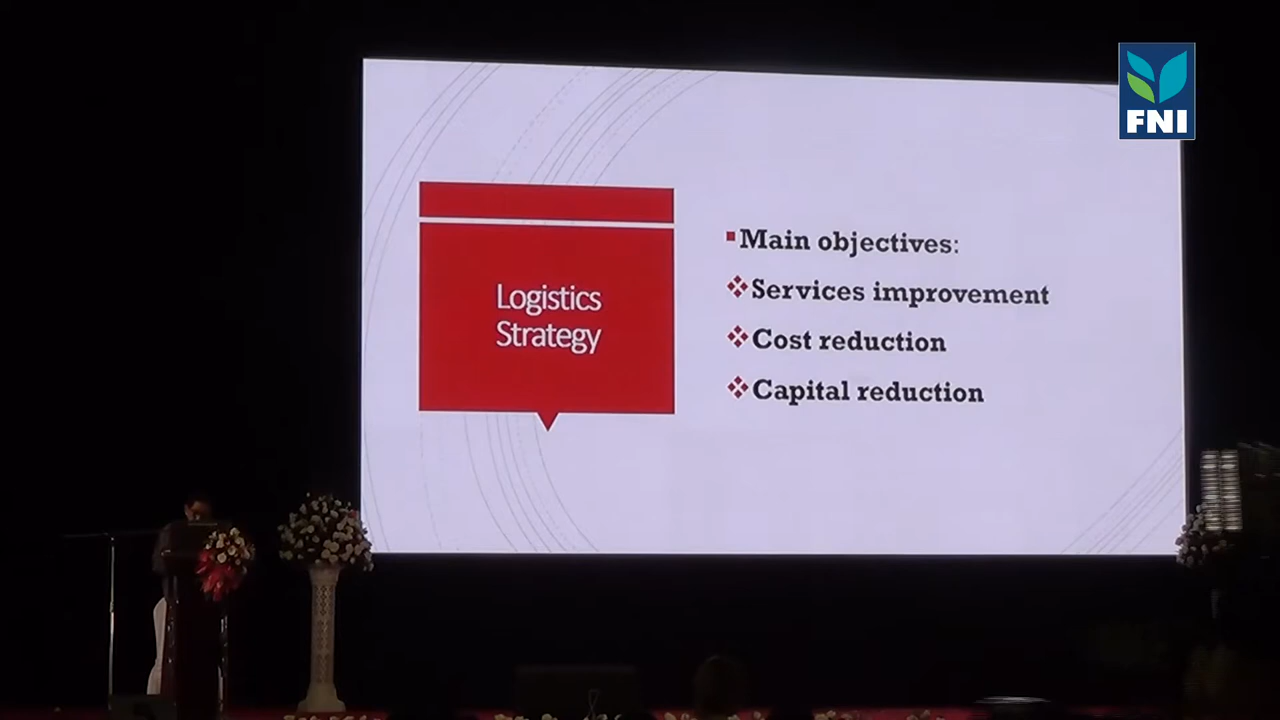 FNI
Logistics
Strategy
Main objectives:
Services improvement
Cost reduction
Capital reduction